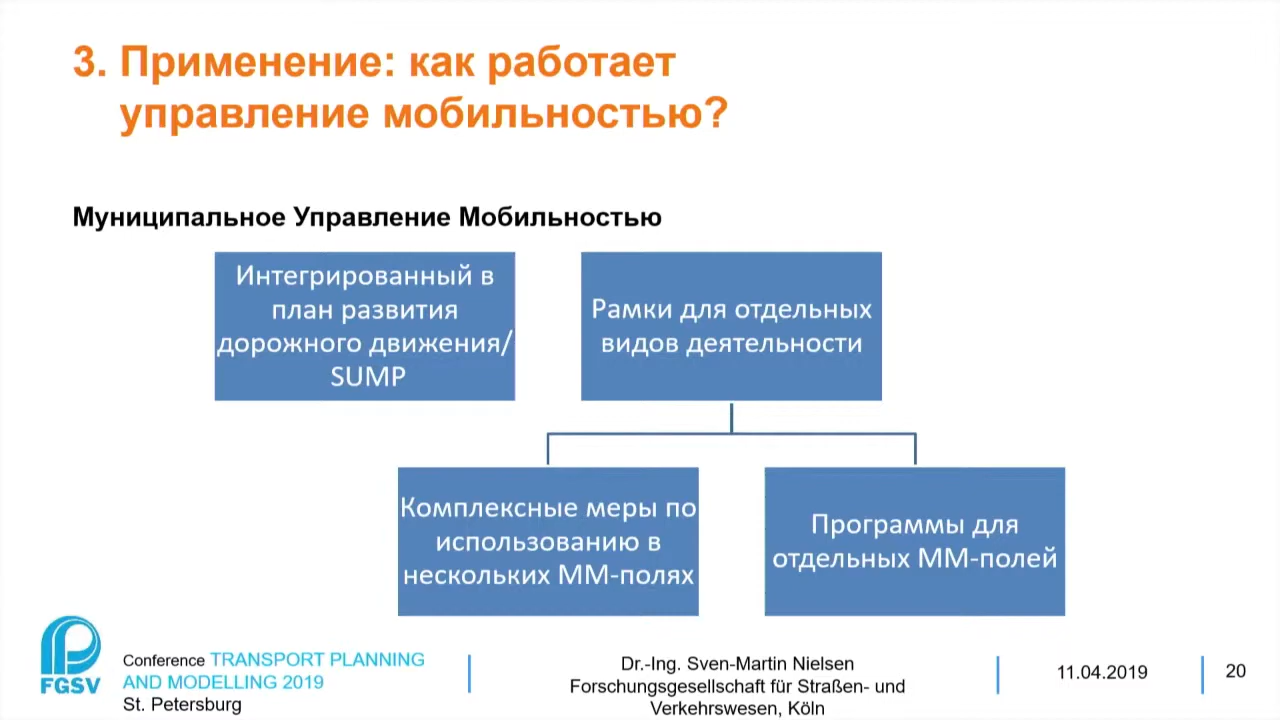 3. Применение: как работает
управление мобильностью?
Муниципальное Управление Мобильностью
Интегрированный в
план развития
дорожного движения/
SUMP
Рамки для отдельных
видов деятельности
Комплексные меры по
использованию в
нескольких ММ-полях
Программы для
отдельных ММ-полей
FGSV
Conference TRANSPORT PLANNING
AND MODELLING 2019
St. Petersburg
Dr.-Ing. Sven-Martin Nielsen
Forschungsgesellschaft für Straßen- und
Verkehrswesen, Köln
11.04.2019
20